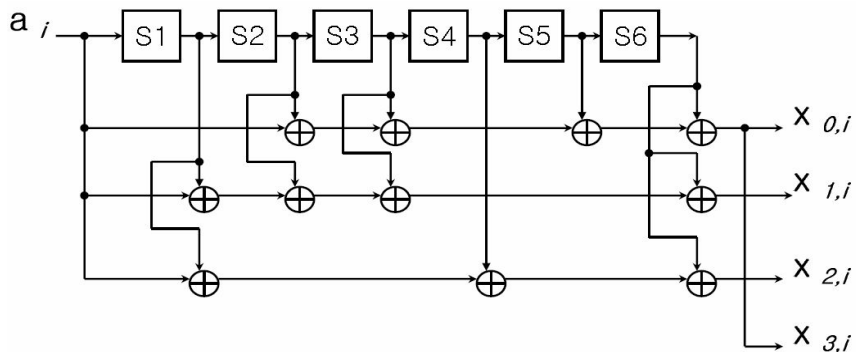 a i
S1 S2 S3 S4 S5 S6
X 0,i
X 1,i
X 2,i
X 3,i